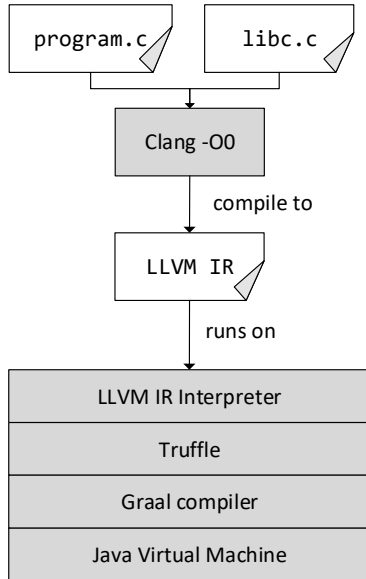 program.c
libc.c
Clang -O0
compile to
LLVM IR
runs on
LLVM IR Interpreter
Truffle
Graal compiler
Java Virtual Machine